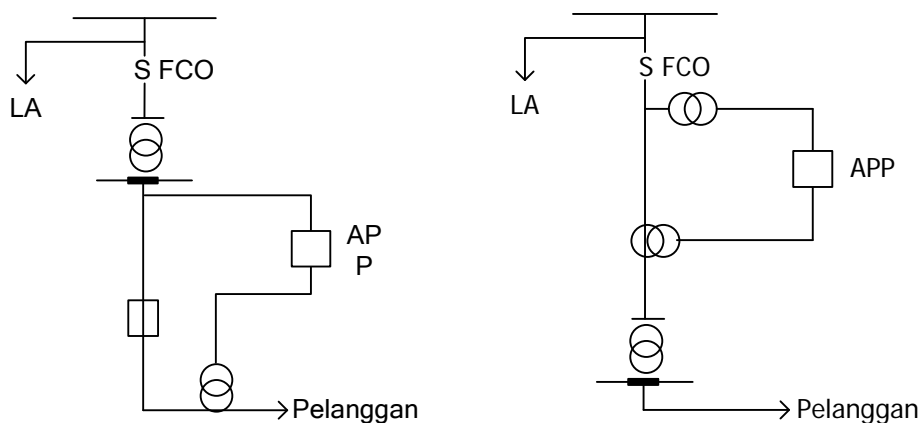 S FCO
LA
AP
P
Pelanggan
S FCO
LA
APP
Pelanggan